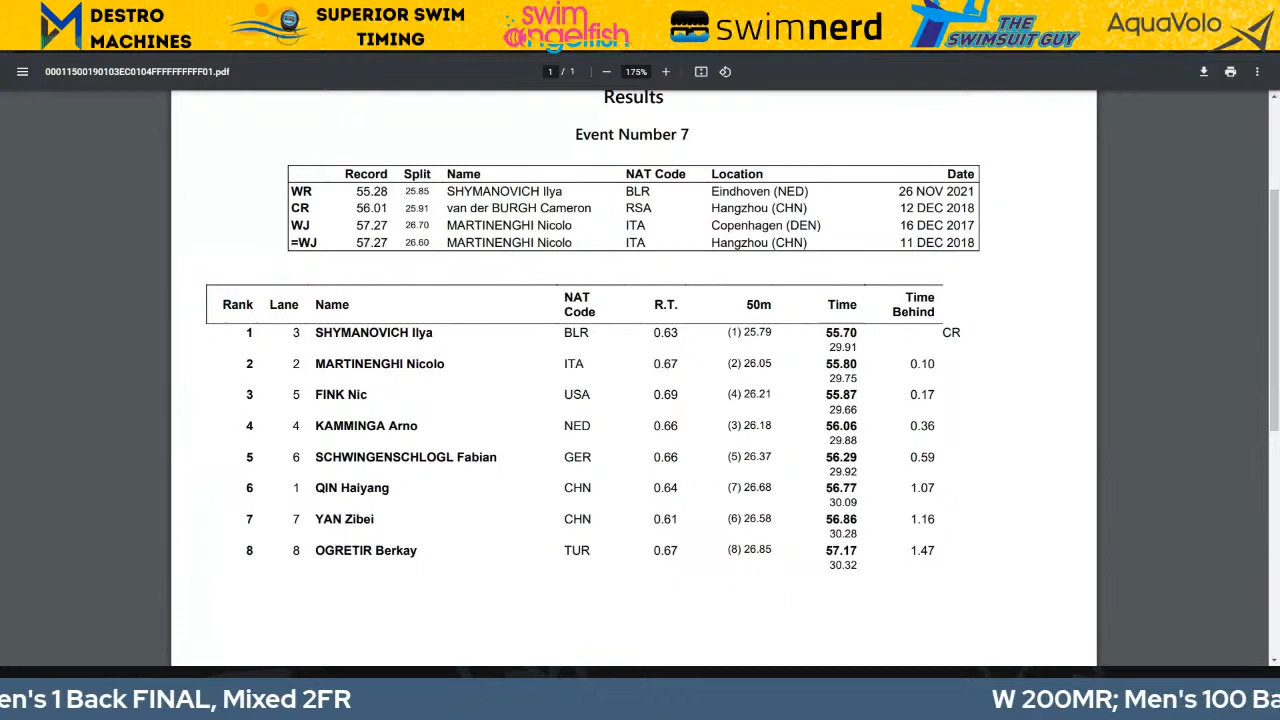 DESTRO MACHINES
SUPERIOR SWIM TIMING
swim angelfish
swimnerd
THE SWIMSUIT GUY
AquaVolo
00011500190103EC0104FFFFFFFFFF01.pdf
1 / 1
175%
Results
Event Number 7
Record Split Name NAT Code Location Date
WR 55.28 25.85 SHYMANOVICH Ilya BLR Eindhoven (NED) 26 NOV 2021
CR 56.01 25.91 van der BURGH Cameron RSA Hangzhou (CHN) 12 DEC 2018
WJ 57.27 26.70 MARTINENGHI Nicolo ITA Copenhagen (DEN) 16 DEC 2017
=WJ 57.27 26.60 MARTINENGHI Nicolo ITA Hangzhou (CHN) 11 DEC 2018
Rank Lane Name NAT Code R.T. 50m Time Time Behind
1 3 SHYMANOVICH Ilya BLR 0.63 (1) 25.79 55.70 CR
29.91
2 2 MARTINENGHI Nicolo ITA 0.67 (2) 26.05 55.80 0.10
29.75
3 5 FINK Nic USA 0.69 (4) 26.21 55.87 0.17
29.66
4 4 KAMMINGA Arno NED 0.66 (3) 26.18 56.06 0.36
29.88
5 6 SCHWINGENSCHLOGL Fabian GER 0.66 (5) 26.37 56.29 0.59
29.92
6 1 QIN Haiyang CHN 0.64 (7) 26.68 56.77 1.07
30.09
7 7 YAN Zibei CHN 0.61 (6) 26.58 56.86 1.16
30.28
8 8 OGRETIR Berkay TUR 0.67 (8) 26.85 57.17 1.47
30.32
en's 1 Back FINAL, Mixed 2FR W 200MR; Men's 100 Ba